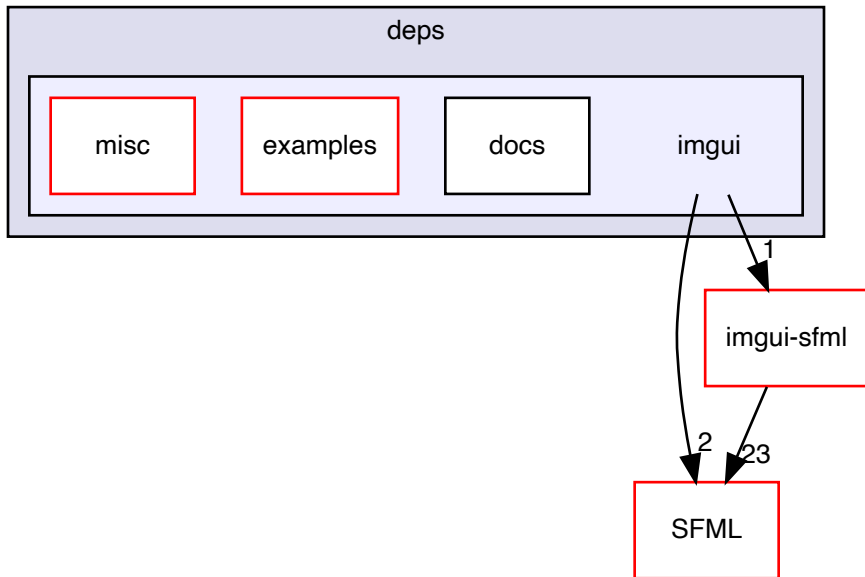 deps
misc
examples
docs
imgui
1
imgui-sfml
2
23
SFML